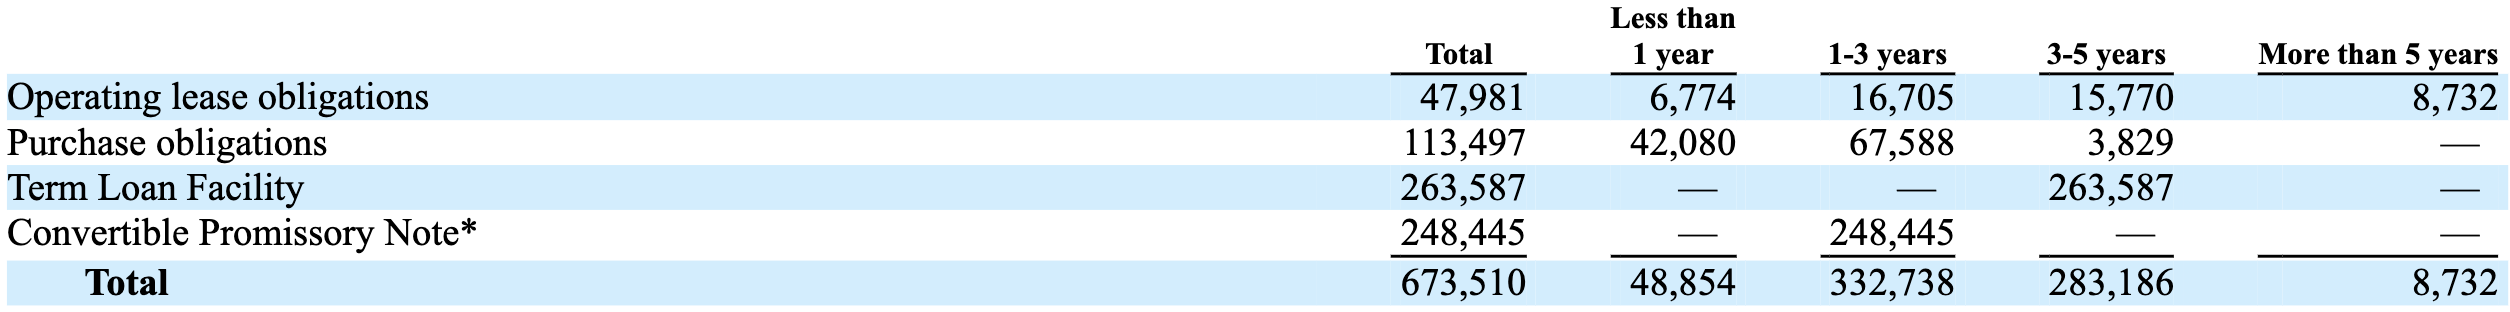 Less than
Total 1 year 1-3 years 3-5 years More than 5 years
Operating lease obligations 47,981 6,774 16,705 15,770 8,732
Purchase obligations 113,497 42,080 67,588 3,829 —
Term Loan Facility 263,587 — — 263,587 —
Convertible Promissory Note* 248,445 — 248,445 — —
Total 673,510 48,854 332,738 283,186 8,732